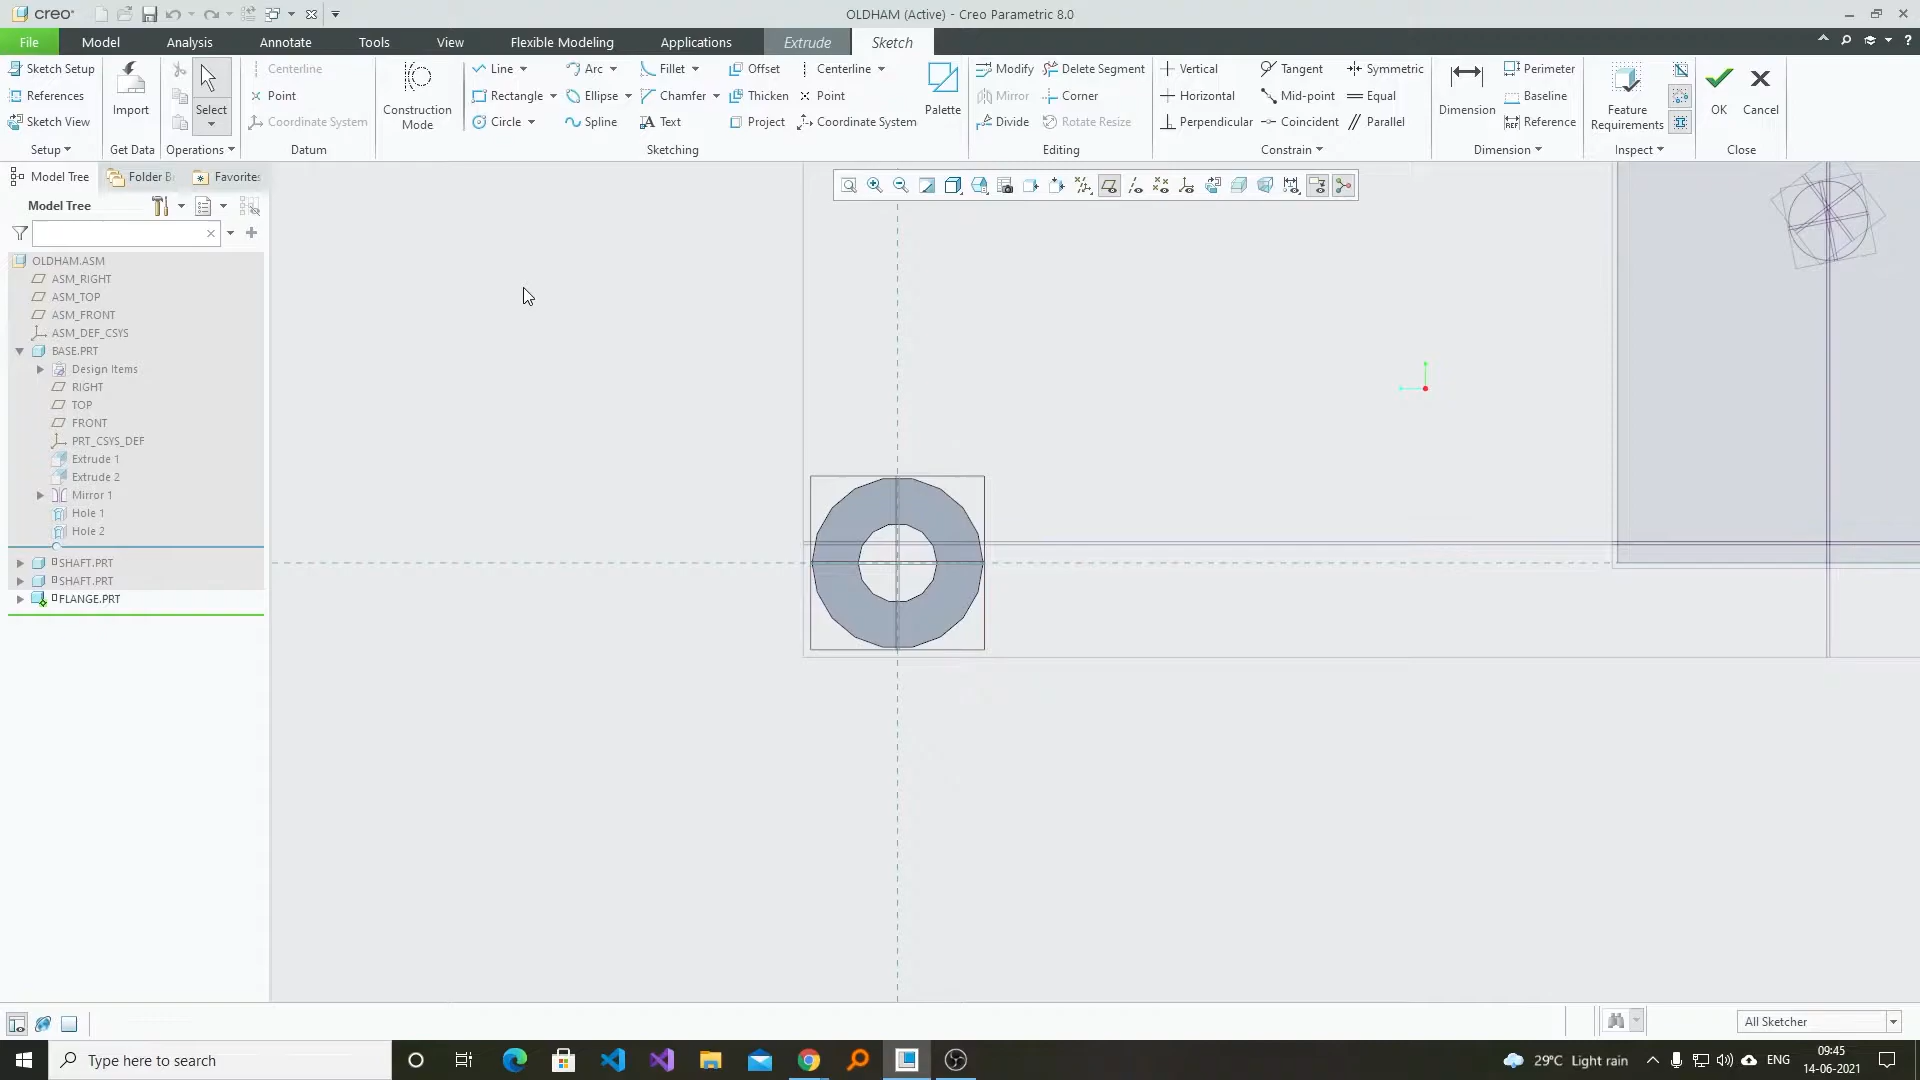 creo
OLDHAM (Active) - Creo Parametric 8.0
File Model Analysis Annotate Tools View Flexible Modeling Applications Extrude Sketch
Sketch Setup
References
Sketch View
Setup
Import
Get Data
Select
Operations
Centerline
Point
Coordinate System
Datum
Construction
Mode
Line Arc Fillet Offset Centerline
Rectangle Ellipse Chamfer Thicken Point
Circle Spline Text Project Coordinate System
Palette
Sketching
Modify Delete Segment
Mirror Corner
Divide Rotate Resize
Editing
Vertical Tangent Symmetric
Horizontal Mid-point Equal
Perpendicular Coincident Parallel
Constrain
Dimension
Perimeter
Baseline
REF Reference
Dimension
Feature
Requirements
Inspect
OK
Cancel
Close
Model Tree Folder B Favorites
Model Tree
OLDHAM.ASM
ASM_RIGHT
ASM_TOP
ASM_FRONT
ASM_DEF_CSYS
BASE.PRT
Design Items
RIGHT
TOP
FRONT
PRT_CSYS_DEF
Extrude 1
Extrude 2
Mirror 1
Hole 1
Hole 2
SHAFT.PRT
SHAFT.PRT
FLANGE.PRT
All Sketcher
Type here to search
29°C Light rain
ENG
09:45
14-06-2021